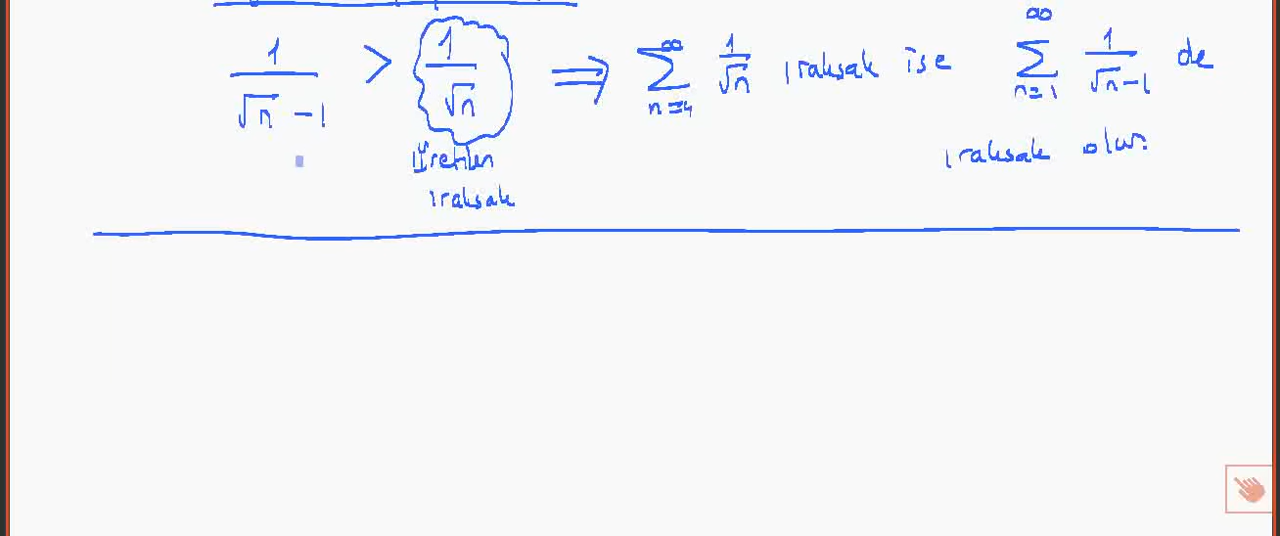 1/(√n − 1) > 1/√n ⟹ ∑_{n=4}^{∞} 1/√n ıraksak ise ∑_{n=1}^{∞} 1/(√n−1) de
ıraksak olur.
ıraksak